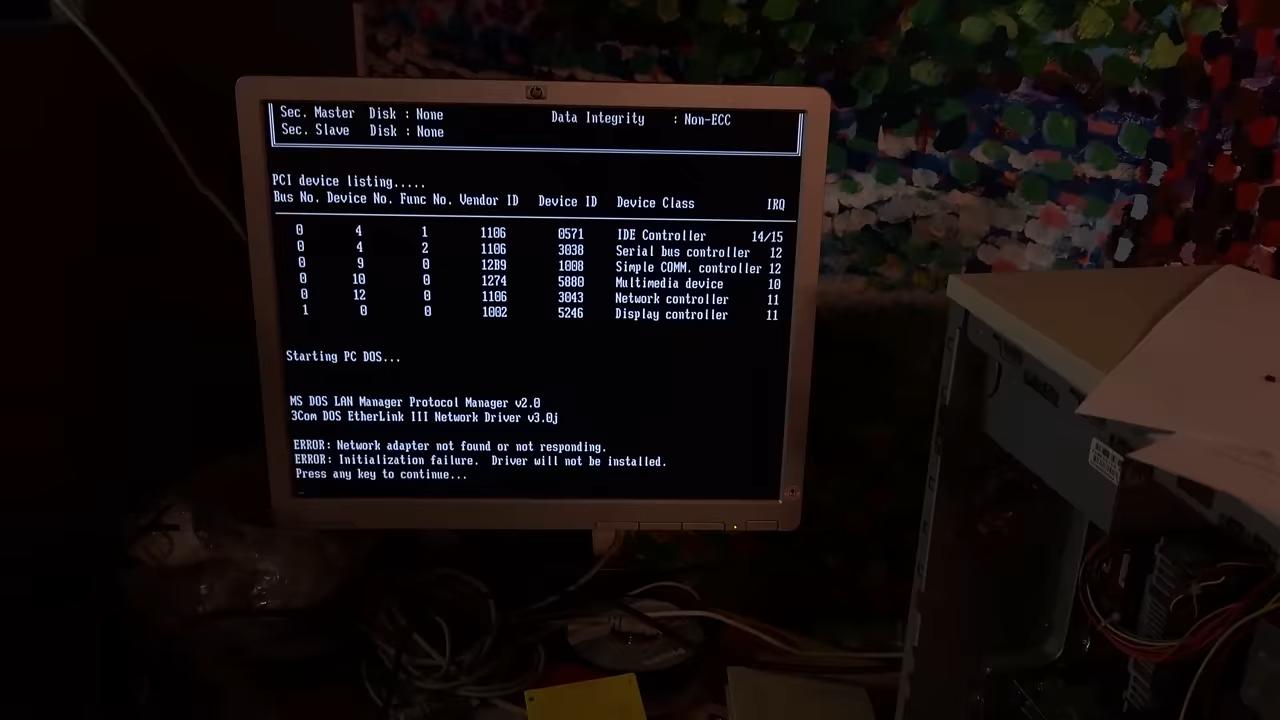 Sec. Master Disk : None Data Integrity : Non-ECC
Sec. Slave Disk : None
PCI device listing.....
Bus No. Device No. Func No. Vendor ID Device ID Device Class IRQ
0 4 1 1106 0571 IDE Controller 14/15
0 4 2 1106 3038 Serial bus controller 12
0 9 0 12B9 1008 Simple COMM. controller 12
0 10 0 1274 5880 Multimedia device 10
0 12 0 1106 3043 Network controller 11
1 0 0 1002 5246 Display controller 11
Starting PC DOS...
MS DOS LAN Manager Protocol Manager v2.0
3Com DOS EtherLink III Network Driver v3.0j
ERROR: Network adapter not found or not responding.
ERROR: Initialization failure. Driver will not be installed.
Press any key to continue...